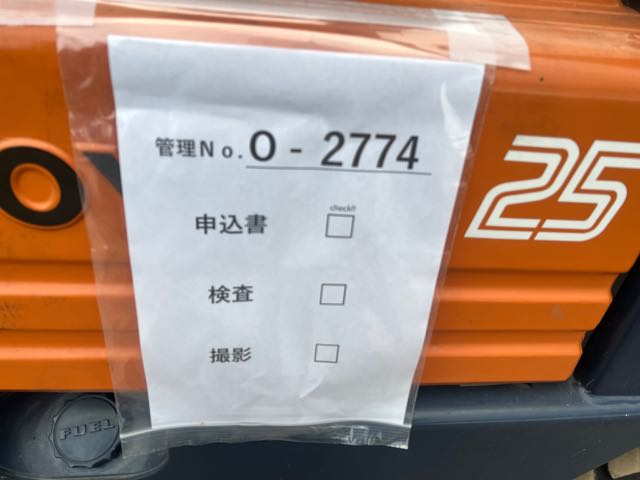 管理No. O-2774
check!!
申込書 □
検査 □
撮影 □
25
FUEL